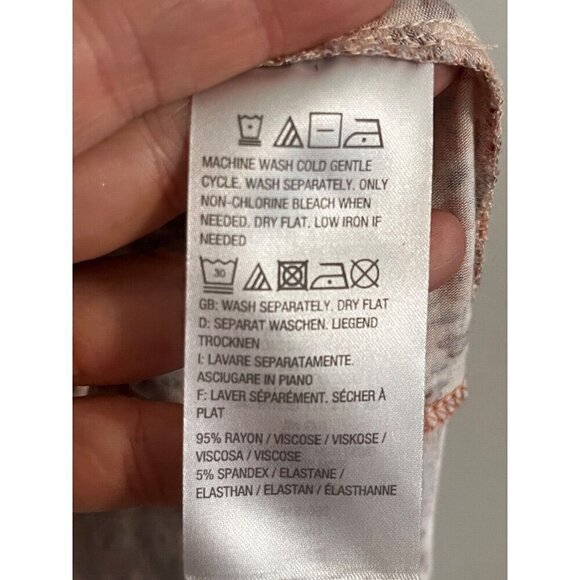 MACHINE WASH COLD GENTLE
CYCLE. WASH SEPARATELY. ONLY
NON-CHLORINE BLEACH WHEN
NEEDED. DRY FLAT. LOW IRON IF
NEEDED
30
GB: WASH SEPARATELY. DRY FLAT
D: SEPARAT WASCHEN. LIEGEND
TROCKNEN
I: LAVARE SEPARATAMENTE.
ASCIUGARE IN PIANO
F: LAVER SÉPARÉMENT. SÉCHER À
PLAT
95% RAYON / VISCOSE / VISKOSE /
VISCOSA / VISCOSE
5% SPANDEX / ELASTANE /
ELASTHAN / ELASTAN / ÉLASTHANNE